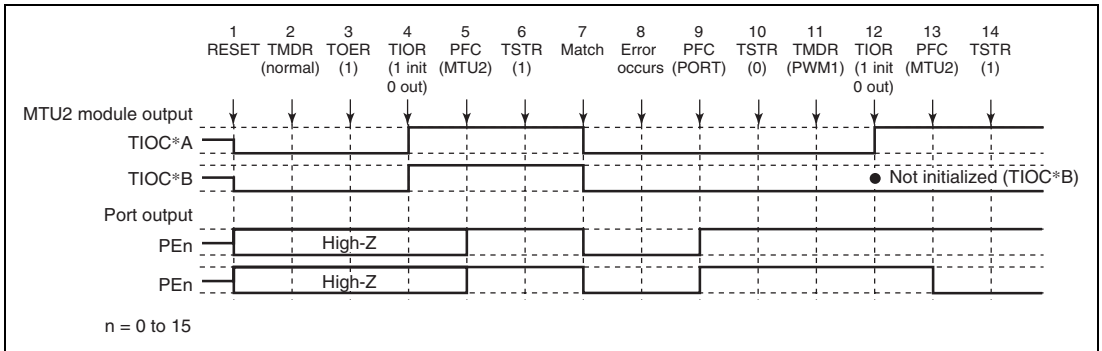 1 2 3 4 5 6 7 8 9 10 11 12 13 14
RESET TMDR TOER TIOR PFC TSTR Match Error PFC TSTR TMDR TIOR PFC TSTR
(normal) (1) (1 init (MTU2) (1) occurs (PORT) (0) (PWM1) (1 init (MTU2) (1)
0 out) 0 out)
MTU2 module output
TIOC*A
TIOC*B
● Not initialized (TIOC*B)
Port output
PEn
High-Z
PEn
High-Z
n = 0 to 15